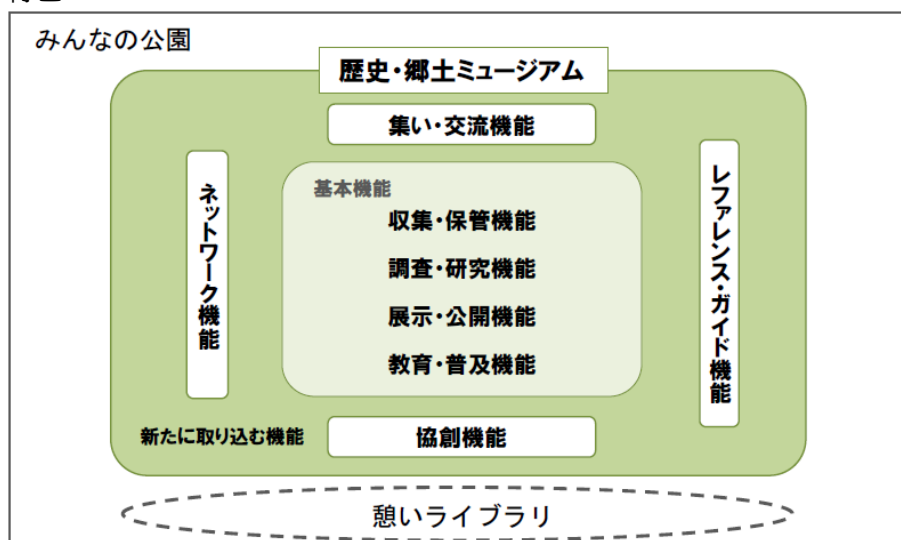 みんなの公園
歴史・郷土ミュージアム
集い・交流機能
ネットワーク機能
基本機能
収集・保管機能
調査・研究機能
展示・公開機能
教育・普及機能
レファレンス・ガイド機能
新たに取り込む機能
協創機能
憩いライブラリ